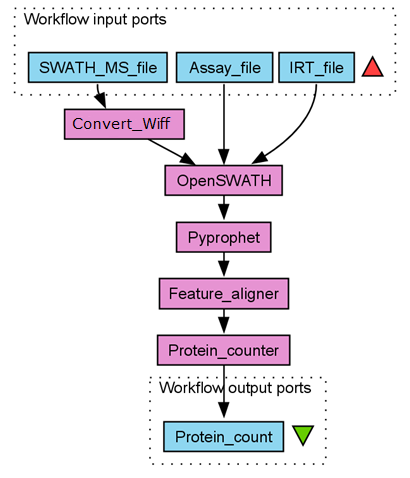 Workflow input ports
SWATH_MS_file
Assay_file
IRT_file
Convert_Wiff
OpenSWATH
Pyprophet
Feature_aligner
Protein_counter
Workflow output ports
Protein_count